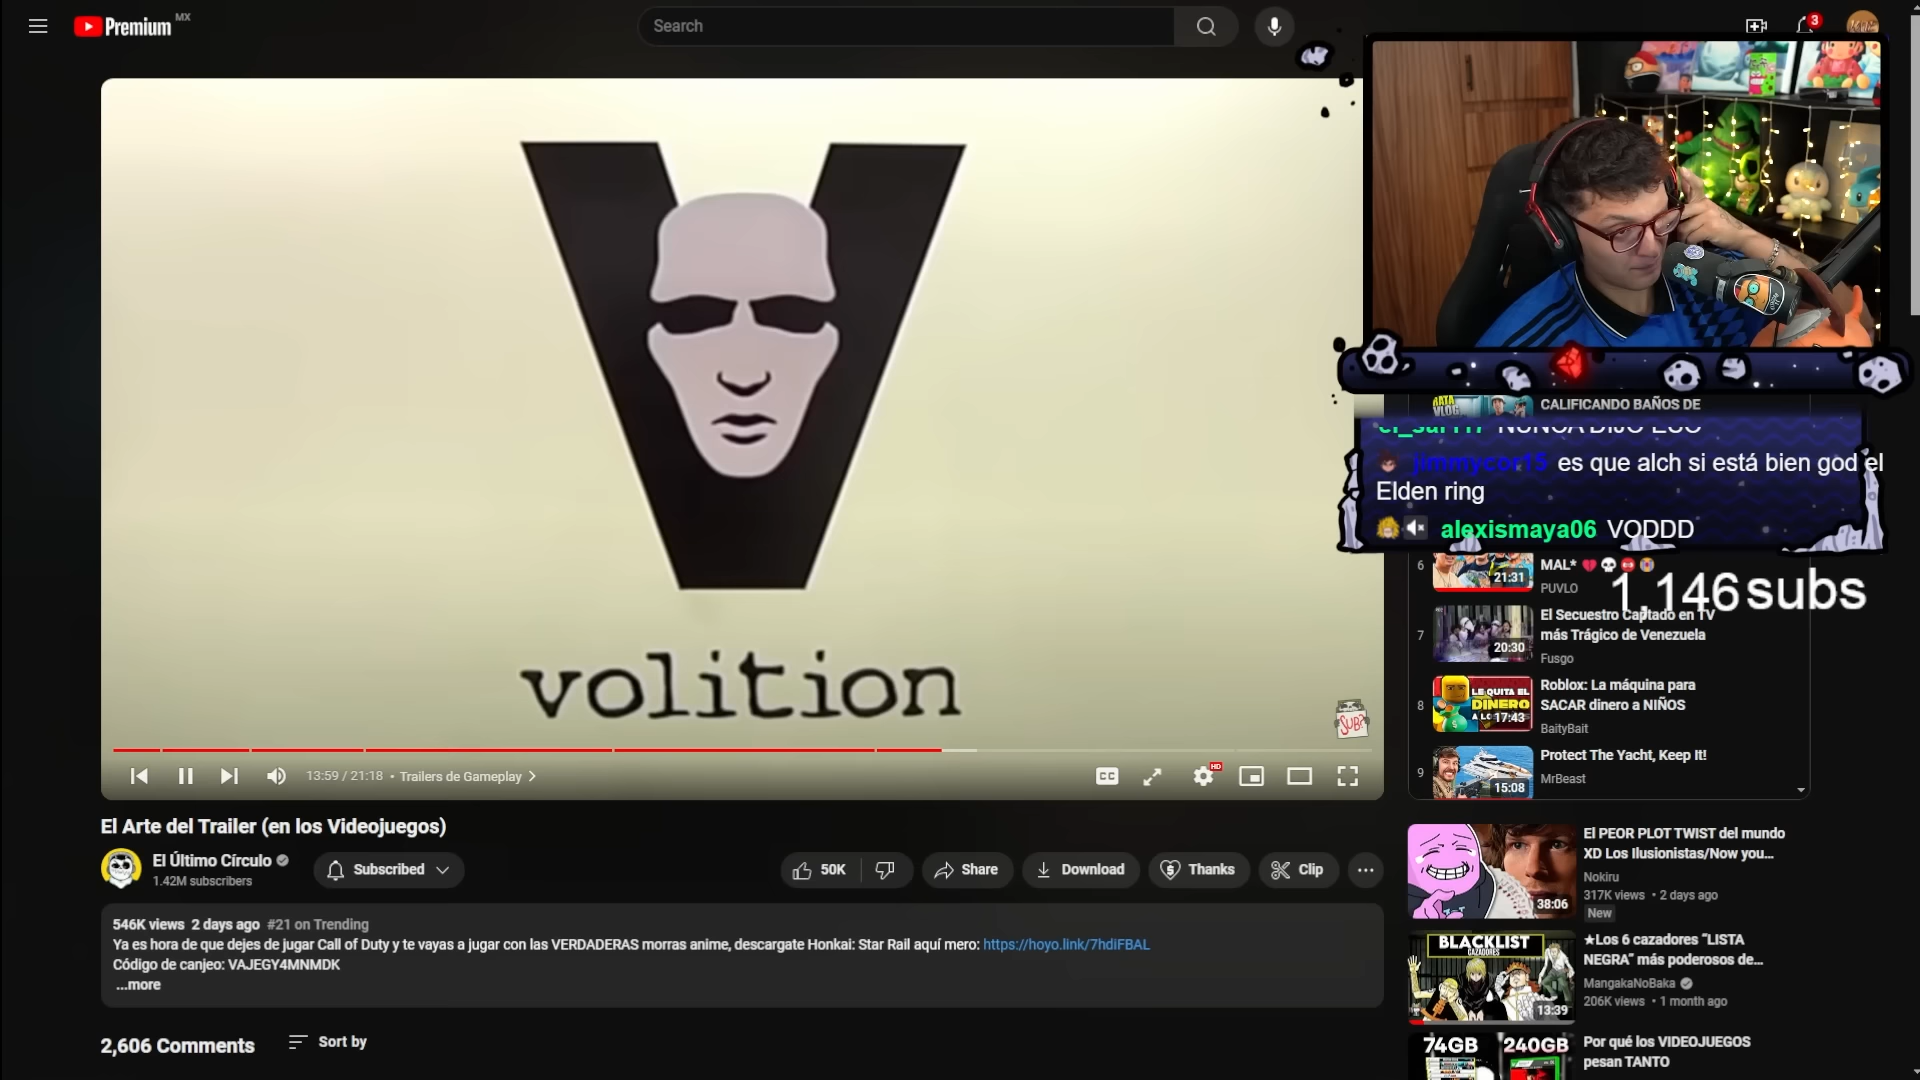 Premium MX
Search
3
volition
SUB?
13:59 / 21:18 • Trailers de Gameplay
CC
HD
El Arte del Trailer (en los Videojuegos)
El Último Círculo
1.42M subscribers
Subscribed
50K
Share
Download
Thanks
Clip
546K views 2 days ago #21 on Trending
Ya es hora de que dejes de jugar Call of Duty y te vayas a jugar con las VERDADERAS morras anime, descargate Honkai: Star Rail aquí mero: https://hoyo.link/7hdiFBAL
Código de canjeo: VAJEGY4MNMDK
...more
2,606 Comments
Sort by
CALIFICANDO BAÑOS DE
jimmycor15 es que alch si está bien god el
Elden ring
alexismaya06 VODDD
1,146 subs
6
21:31
MAL*
PUVLO
7
20:30
El Secuestro Captado en TV
más Trágico de Venezuela
Fusgo
8
LE QUITA EL
DINERO
17:43
Roblox: La máquina para
SACAR dinero a NIÑOS
BaityBait
9
15:08
Protect The Yacht, Keep It!
MrBeast
38:06
El PEOR PLOT TWIST del mundo
XD Los Ilusionistas/Now you...
Nokiru
317K views • 2 days ago
New
BLACKLIST
CAZADORES
13:39
★Los 6 cazadores “LISTA
NEGRA” más poderosos de...
MangakaNoBaka
206K views • 1 month ago
74GB
240GB
Por qué los VIDEOJUEGOS
pesan TANTO